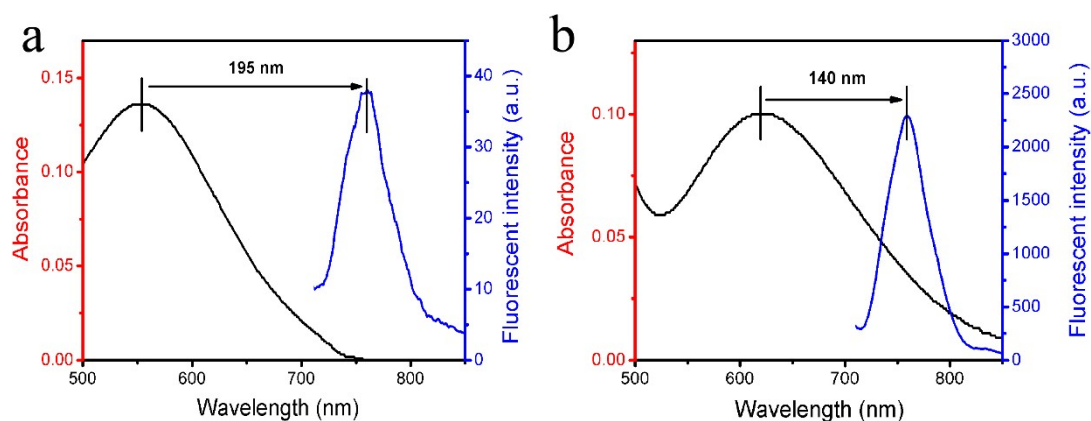 a
195 nm
Absorbance
0.15
0.10
0.05
0.00
Fluorescent intensity (a.u.)
40
30
20
10
0
500
600
700
800
Wavelength (nm)
b
140 nm
Absorbance
0.10
0.05
0.00
Fluorescent intensity (a.u.)
3000
2500
2000
1500
1000
500
0
500
600
700
800
Wavelength (nm)